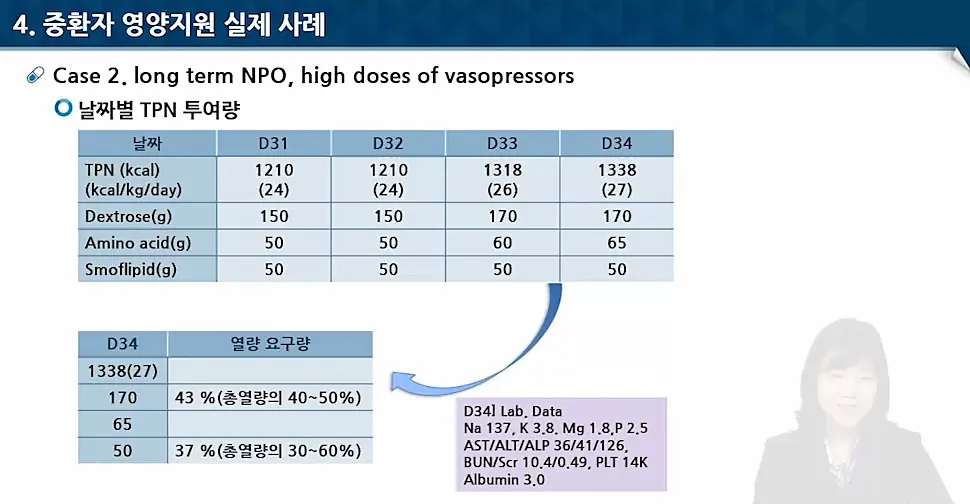 4. 중환자 영양지원 실제 사례
Case 2. long term NPO, high doses of vasopressors
날짜별 TPN 투여량
날짜 D31 D32 D33 D34
TPN (kcal) 1210 1210 1318 1338
(kcal/kg/day) (24) (24) (26) (27)
Dextrose(g) 150 150 170 170
Amino acid(g) 50 50 60 65
Smoflipid(g) 50 50 50 50
D34 열량 요구량
1338(27)
170 43 %(총열량의 40~50%)
65
50 37 %(총열량의 30~60%)
D34] Lab. Data
Na 137, K 3.8, Mg 1.8,P 2.5
AST/ALT/ALP 36/41/126,
BUN/Scr 10.4/0.49, PLT 14K
Albumin 3.0